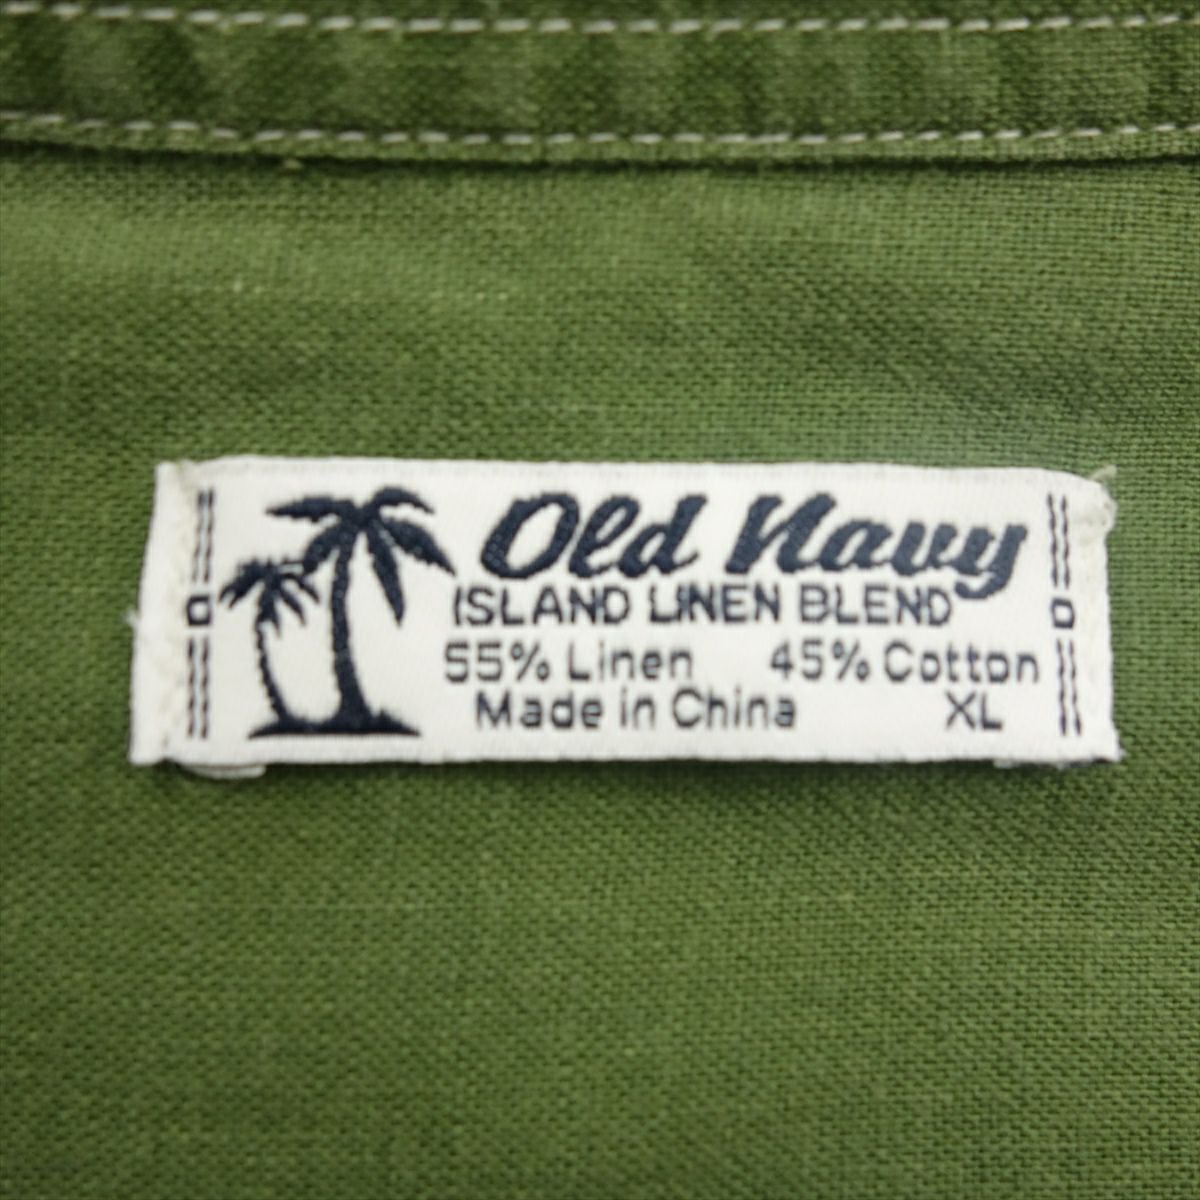 Old Navy
ISLAND LINEN BLEND
55% Linen 45% Cotton
Made in China XL